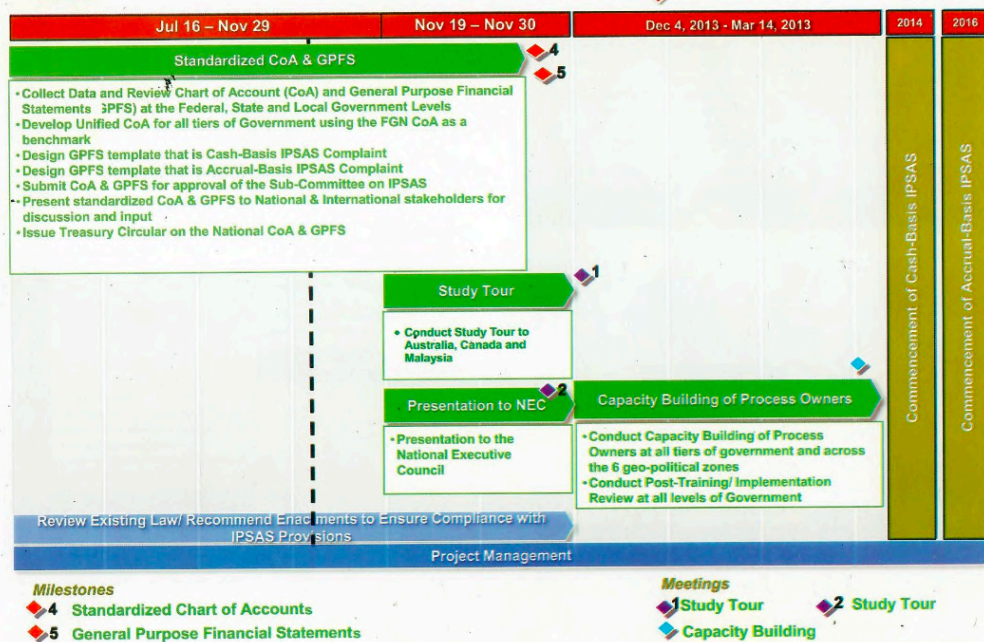 Jul 16 – Nov 29
Nov 19 – Nov 30
Dec 4, 2013 - Mar 14, 2013
2014
2016
Standardized CoA & GPFS
4
5
•Collect Data and Review Chart of Account (CoA) and General Purpose Financial
Statements GPFS) at the Federal, State and Local Government Levels
•Develop Unified CoA for all tiers of Government using the FGN CoA as a
benchmark
•Design GPFS template that is Cash-Basis IPSAS Complaint
•Design GPFS template that is Accrual-Basis IPSAS Complaint
•Submit CoA & GPFS for approval of the Sub-Committee on IPSAS
•Present standardized CoA & GPFS to National & International stakeholders for
discussion and input
•Issue Treasury Circular on the National CoA & GPFS
Study Tour
1
• Conduct Study Tour to
Australia, Canada and
Malaysia
Presentation to NEC
2
•Presentation to the
National Executive
Council
Capacity Building of Process Owners
•Conduct Capacity Building of Process
Owners at all tiers of government and across
the 6 geo-political zones
•Conduct Post-Training/ Implementation
Review at all levels of Government
Commencement of Cash-Basis IPSAS
Commencement of Accrual-Basis IPSAS
Review Existing Law/ Recommend Enactments to Ensure Compliance with
IPSAS Provisions
Project Management
Milestones
4 Standardized Chart of Accounts
5 General Purpose Financial Statements
Meetings
1 Study Tour
2 Study Tour
Capacity Building